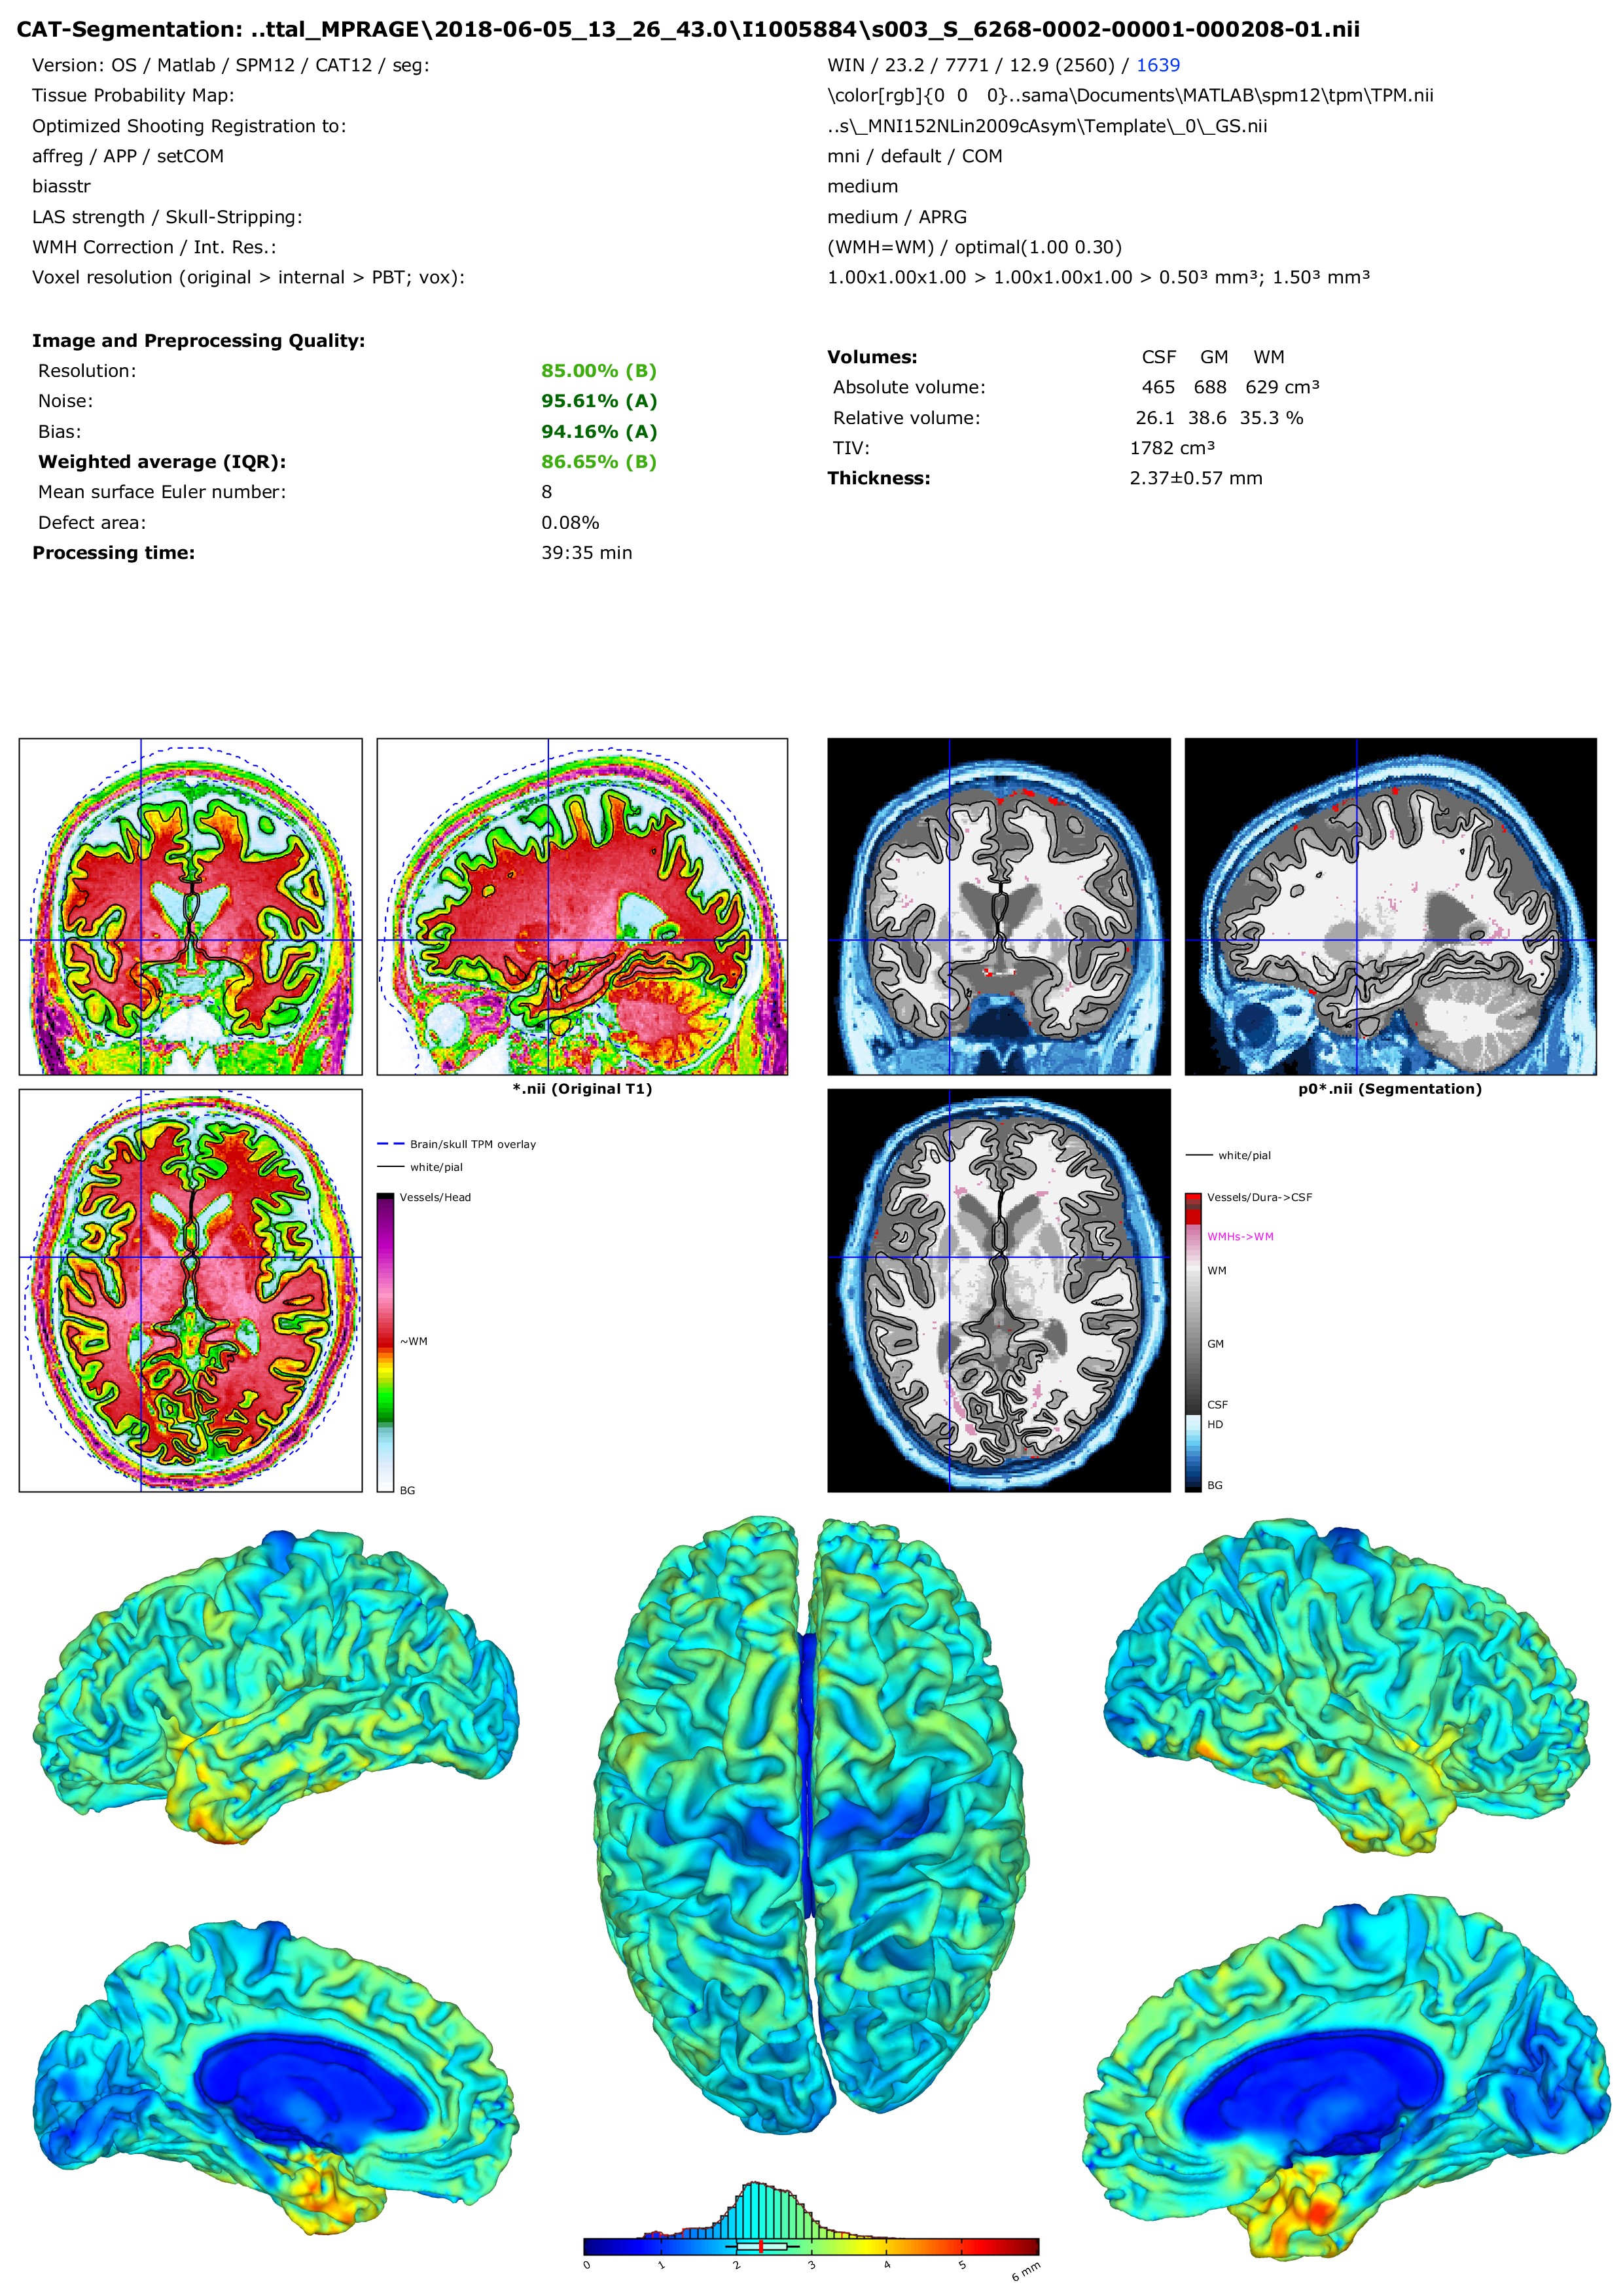 CAT-Segmentation: ..ttal_MPRAGE\2018-06-05_13_26_43.0\I1005884\s003_S_6268-0002-00001-000208-01.nii
Version: OS / Matlab / SPM12 / CAT12 / seg: WIN / 23.2 / 7771 / 12.9 (2560) / 1639
Tissue Probability Map: \color[rgb]{0 0 0}..sama\Documents\MATLAB\spm12\tpm\TPM.nii
Optimized Shooting Registration to: ..s\_MNI152NLin2009cAsym\Template\_0\_GS.nii
affreg / APP / setCOM mni / default / COM
biasstr medium
LAS strength / Skull-Stripping: medium / APRG
WMH Correction / Int. Res.: (WMH=WM) / optimal(1.00 0.30)
Voxel resolution (original > internal > PBT; vox): 1.00x1.00x1.00 > 1.00x1.00x1.00 > 0.50³ mm³; 1.50³ mm³
Image and Preprocessing Quality:
Resolution: 85.00% (B)
Noise: 95.61% (A)
Bias: 94.16% (A)
Weighted average (IQR): 86.65% (B)
Mean surface Euler number: 8
Defect area: 0.08%
Processing time: 39:35 min
Volumes: CSF GM WM
Absolute volume: 465 688 629 cm³
Relative volume: 26.1 38.6 35.3 %
TIV: 1782 cm³
Thickness: 2.37±0.57 mm
*.nii (Original T1)
p0*.nii (Segmentation)
Brain/skull TPM overlay
white/pial
Vessels/Head
~WM
BG
white/pial
Vessels/Dura->CSF
WMHs->WM
WM
GM
CSF
HD
BG
0 1 2 3 4 5 6 mm